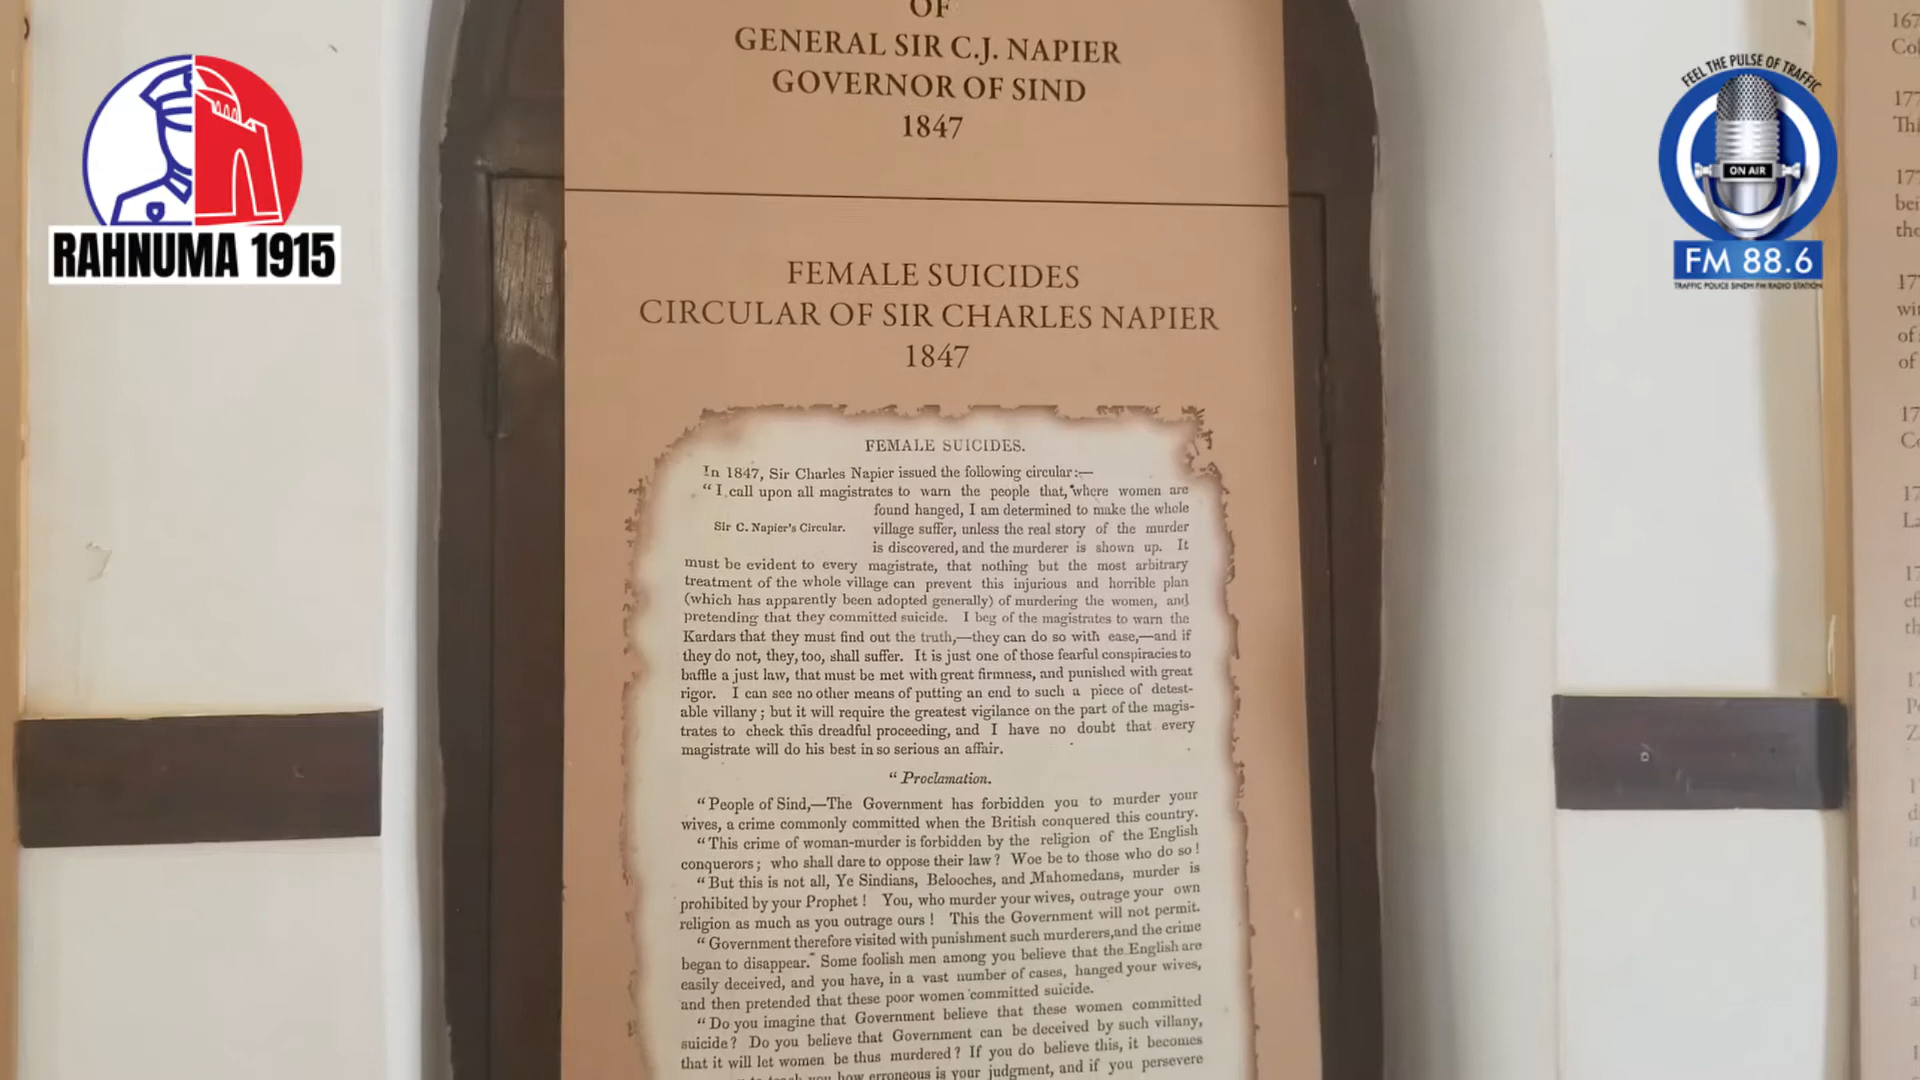 OF
GENERAL SIR C.J. NAPIER
GOVERNOR OF SIND
1847
FEMALE SUICIDES
CIRCULAR OF SIR CHARLES NAPIER
1847
FEMALE SUICIDES.
In 1847, Sir Charles Napier issued the following circular:—
“I call upon all magistrates to warn the people that, where women are
found hanged, I am determined to make the whole
Sir C. Napier's Circular.
village suffer, unless the real story of the murder
is discovered, and the murderer is shown up. It
must be evident to every magistrate, that nothing but the most arbitrary
treatment of the whole village can prevent this injurious and horrible plan
(which has apparently been adopted generally) of murdering the women, and
pretending that they committed suicide. I beg of the magistrates to warn the
Kardars that they must find out the truth,—they can do so with ease,—and if
they do not, they, too, shall suffer. It is just one of those fearful conspiracies to
baffle a just law, that must be met with great firmness, and punished with great
rigor. I can see no other means of putting an end to such a piece of detest-
able villany; but it will require the greatest vigilance on the part of the magis-
trates to check this dreadful proceeding, and I have no doubt that every
magistrate will do his best in so serious an affair.
“Proclamation.
“People of Sind,—The Government has forbidden you to murder your
wives, a crime commonly committed when the British conquered this country.
“This crime of woman-murder is forbidden by the religion of the English
conquerors; who shall dare to oppose their law? Woe be to those who do so!
“But this is not all, Ye Sindians, Belooches, and Mahomedans, murder is
prohibited by your Prophet! You, who murder your wives, outrage your own
religion as much as you outrage ours! This the Government will not permit.
“Government therefore visited with punishment such murderers, and the crime
began to disappear. Some foolish men among you believe that the English are
easily deceived, and you have, in a vast number of cases, hanged your wives,
and then pretended that these poor women committed suicide.
“Do you imagine that Government believe that these women committed
suicide? Do you believe that Government can be deceived by such villany,
that it will let women be thus murdered? If you do believe this, it becomes
how erroneous is your judgment, and if you persevere
RAHNUMA 1915
FEEL THE PULSE OF TRAFFIC
ON AIR
FM 88.6
TRAFFIC POLICE SINDH FM RADIO STATION